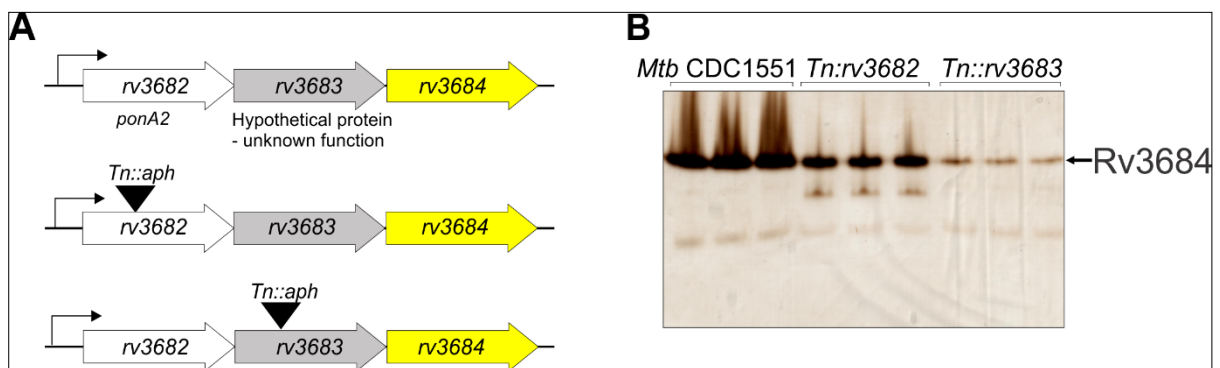 A
rv3682
rv3683
rv3684
ponA2
Hypothetical protein
- unknown function
Tn::aph
rv3682
rv3683
rv3684
Tn::aph
rv3682
rv3683
rv3684
B
Mtb CDC1551
Tn:rv3682
Tn::rv3683
Rv3684